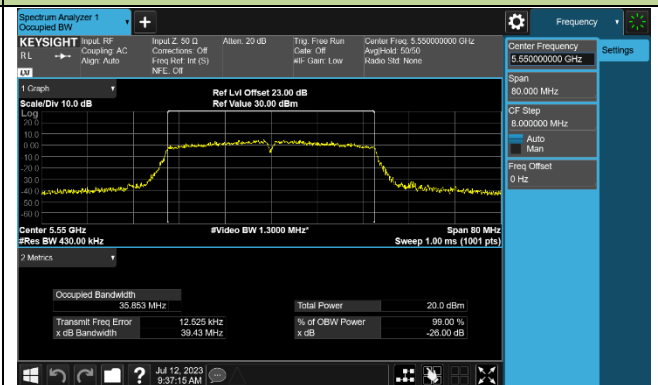 Spectrum Analyzer 1
Occupied BW
Frequency
KEYSIGHT Input: RF
RL Coupling: AC
Align: Auto
LXI
Input Z: 50 Ω
Corrections: Off
Freq Ref: Int (S)
NFE: Off
Atten: 20 dB
Trig: Free Run
Gate: Off
#IF Gain: Low
Center Freq: 5.550000000 GHz
Avg|Hold: 50/50
Radio Std: None
Center Frequency
5.550000000 GHz
Settings
Span
80.000 MHz
CF Step
8.000000 MHz
Auto
Man
Freq Offset
0 Hz
1 Graph
Scale/Div 10.0 dB
Ref Lvl Offset 23.00 dB
Ref Value 30.00 dBm
Log
20.0
10.0
0.00
-10.0
-20.0
-30.0
-40.0
-50.0
-60.0
Center 5.55 GHz
#Res BW 430.00 kHz
#Video BW 1.3000 MHz*
Span 80 MHz
Sweep 1.00 ms (1001 pts)
2 Metrics
Occupied Bandwidth
35.853 MHz
Total Power 20.0 dBm
Transmit Freq Error 12.525 kHz % of OBW Power 99.00 %
x dB Bandwidth 39.43 MHz x dB -26.00 dB
Jul 12, 2023
9:37:15 AM